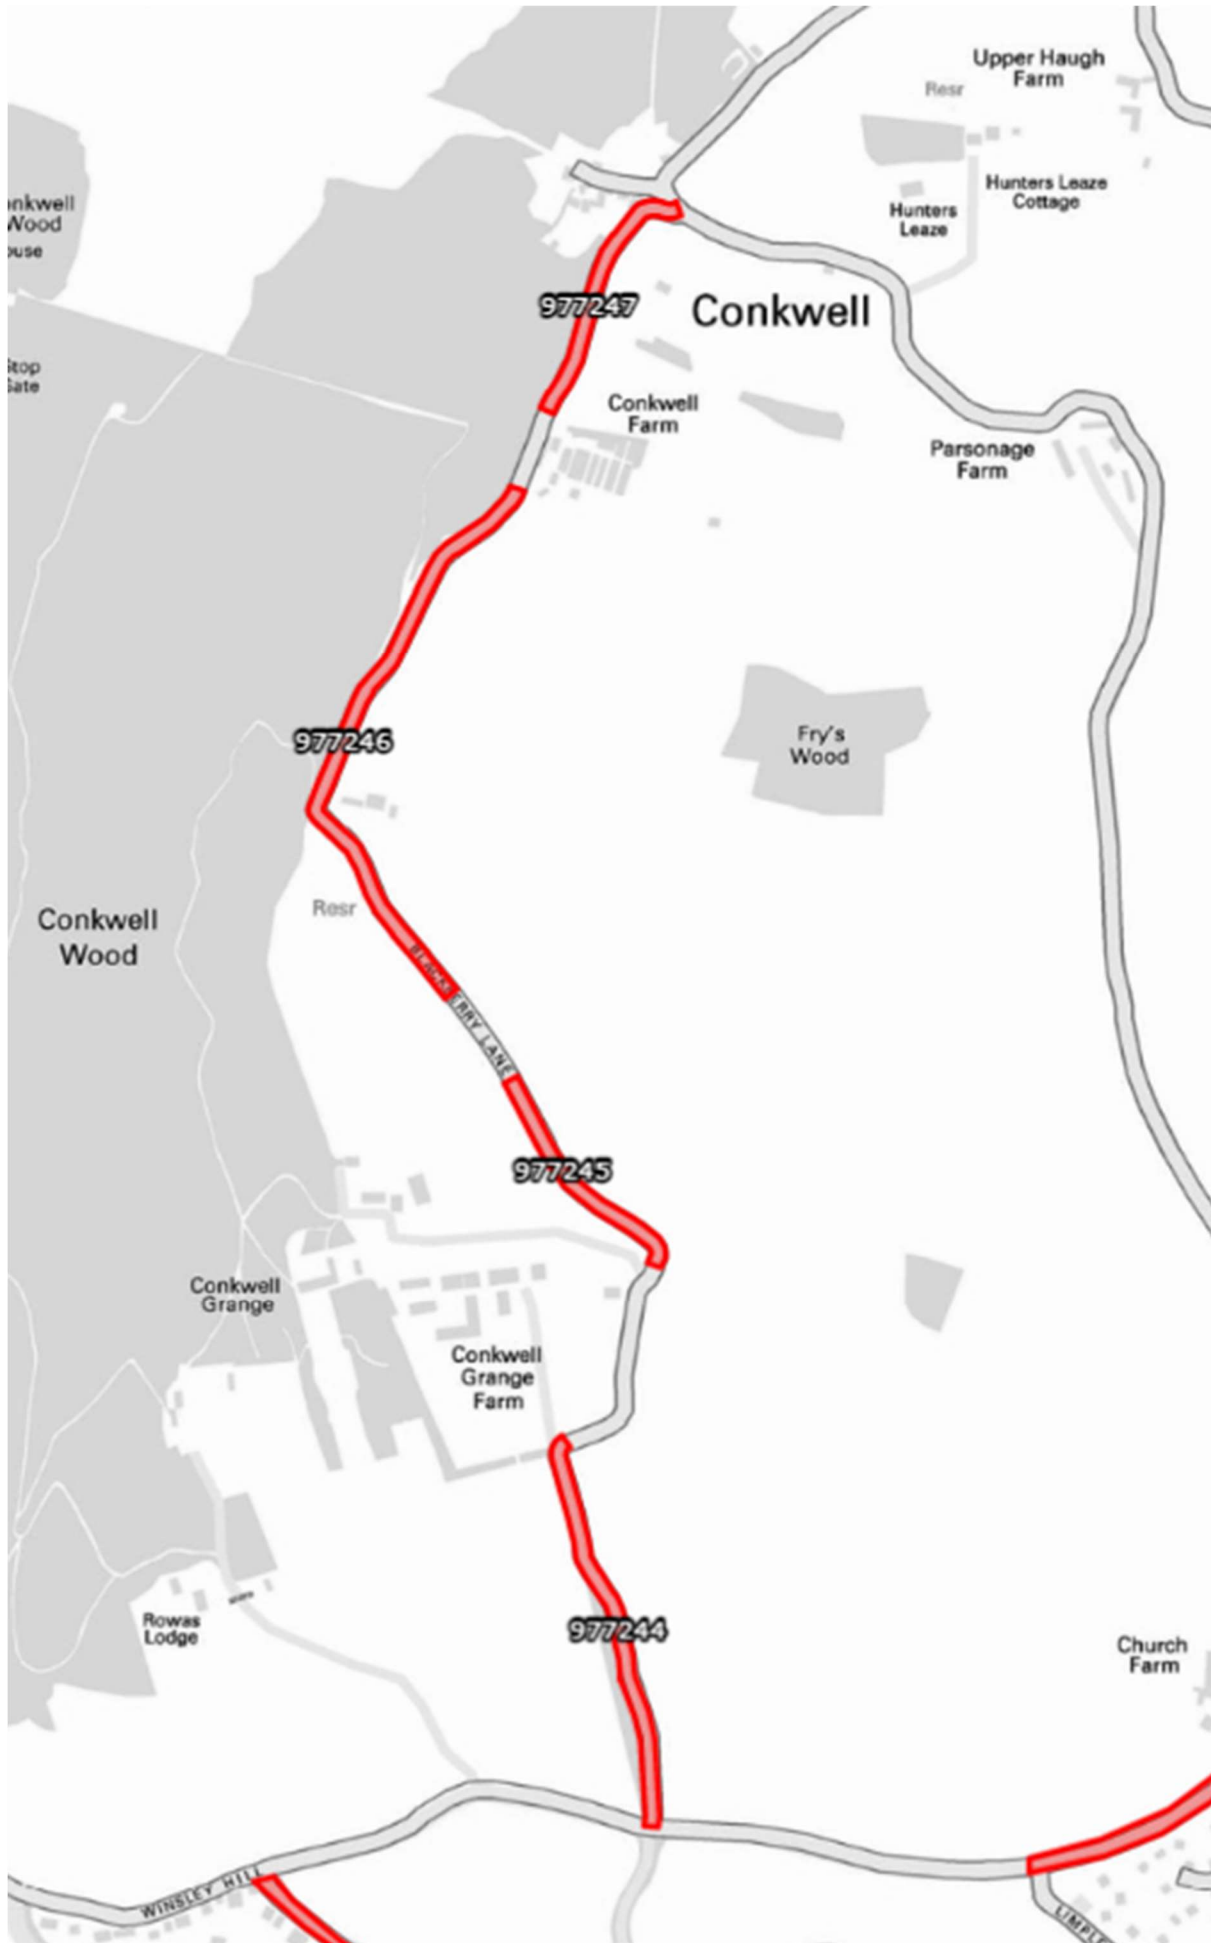 Upper Haugh
Farm
Resr
Hunters Leaze
Cottage
Hunters
Leaze
onkwell
Wood
ouse
977247
Conkwell
Stop
Gate
Conkwell
Farm
Parsonage
Farm
977246
Fry's
Wood
Resr
Conkwell
Wood
BLACKBERRY LANE
977245
Conkwell
Grange
Conkwell
Grange
Farm
Rowas
Lodge
977244
Church
Farm
WINSLEY HILL
LIMPLE